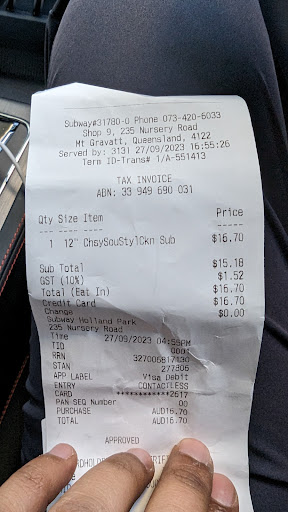 Subway#31780-0 Phone 073-420-6033
Shop 9, 235 Nursery Road
Mt Gravatt, Queensland, 4122
Served by: 3131 27/09/2023 16:55:26
Term ID-Trans# 1/A-551413
TAX INVOICE
ABN: 33 949 690 031
Qty Size Item Price
1 12" ChsySouStylCkn Sub $16.70
Sub Total $15.18
GST (10%) $1.52
Total (Eat In) $16.70
Credit Card $16.70
Change $0.00
Subway Holland Park
235 Nursery Road
Time 27/09/2023 04:55PM
TID 0001
RRN 327005817130
STAN 277806
APP LABEL Visa Debit
ENTRY CONTACTLESS
CARD ************2617
PAN SEQ Number 00
PURCHASE AUD16.70
TOTAL AUD16.70
APPROVED